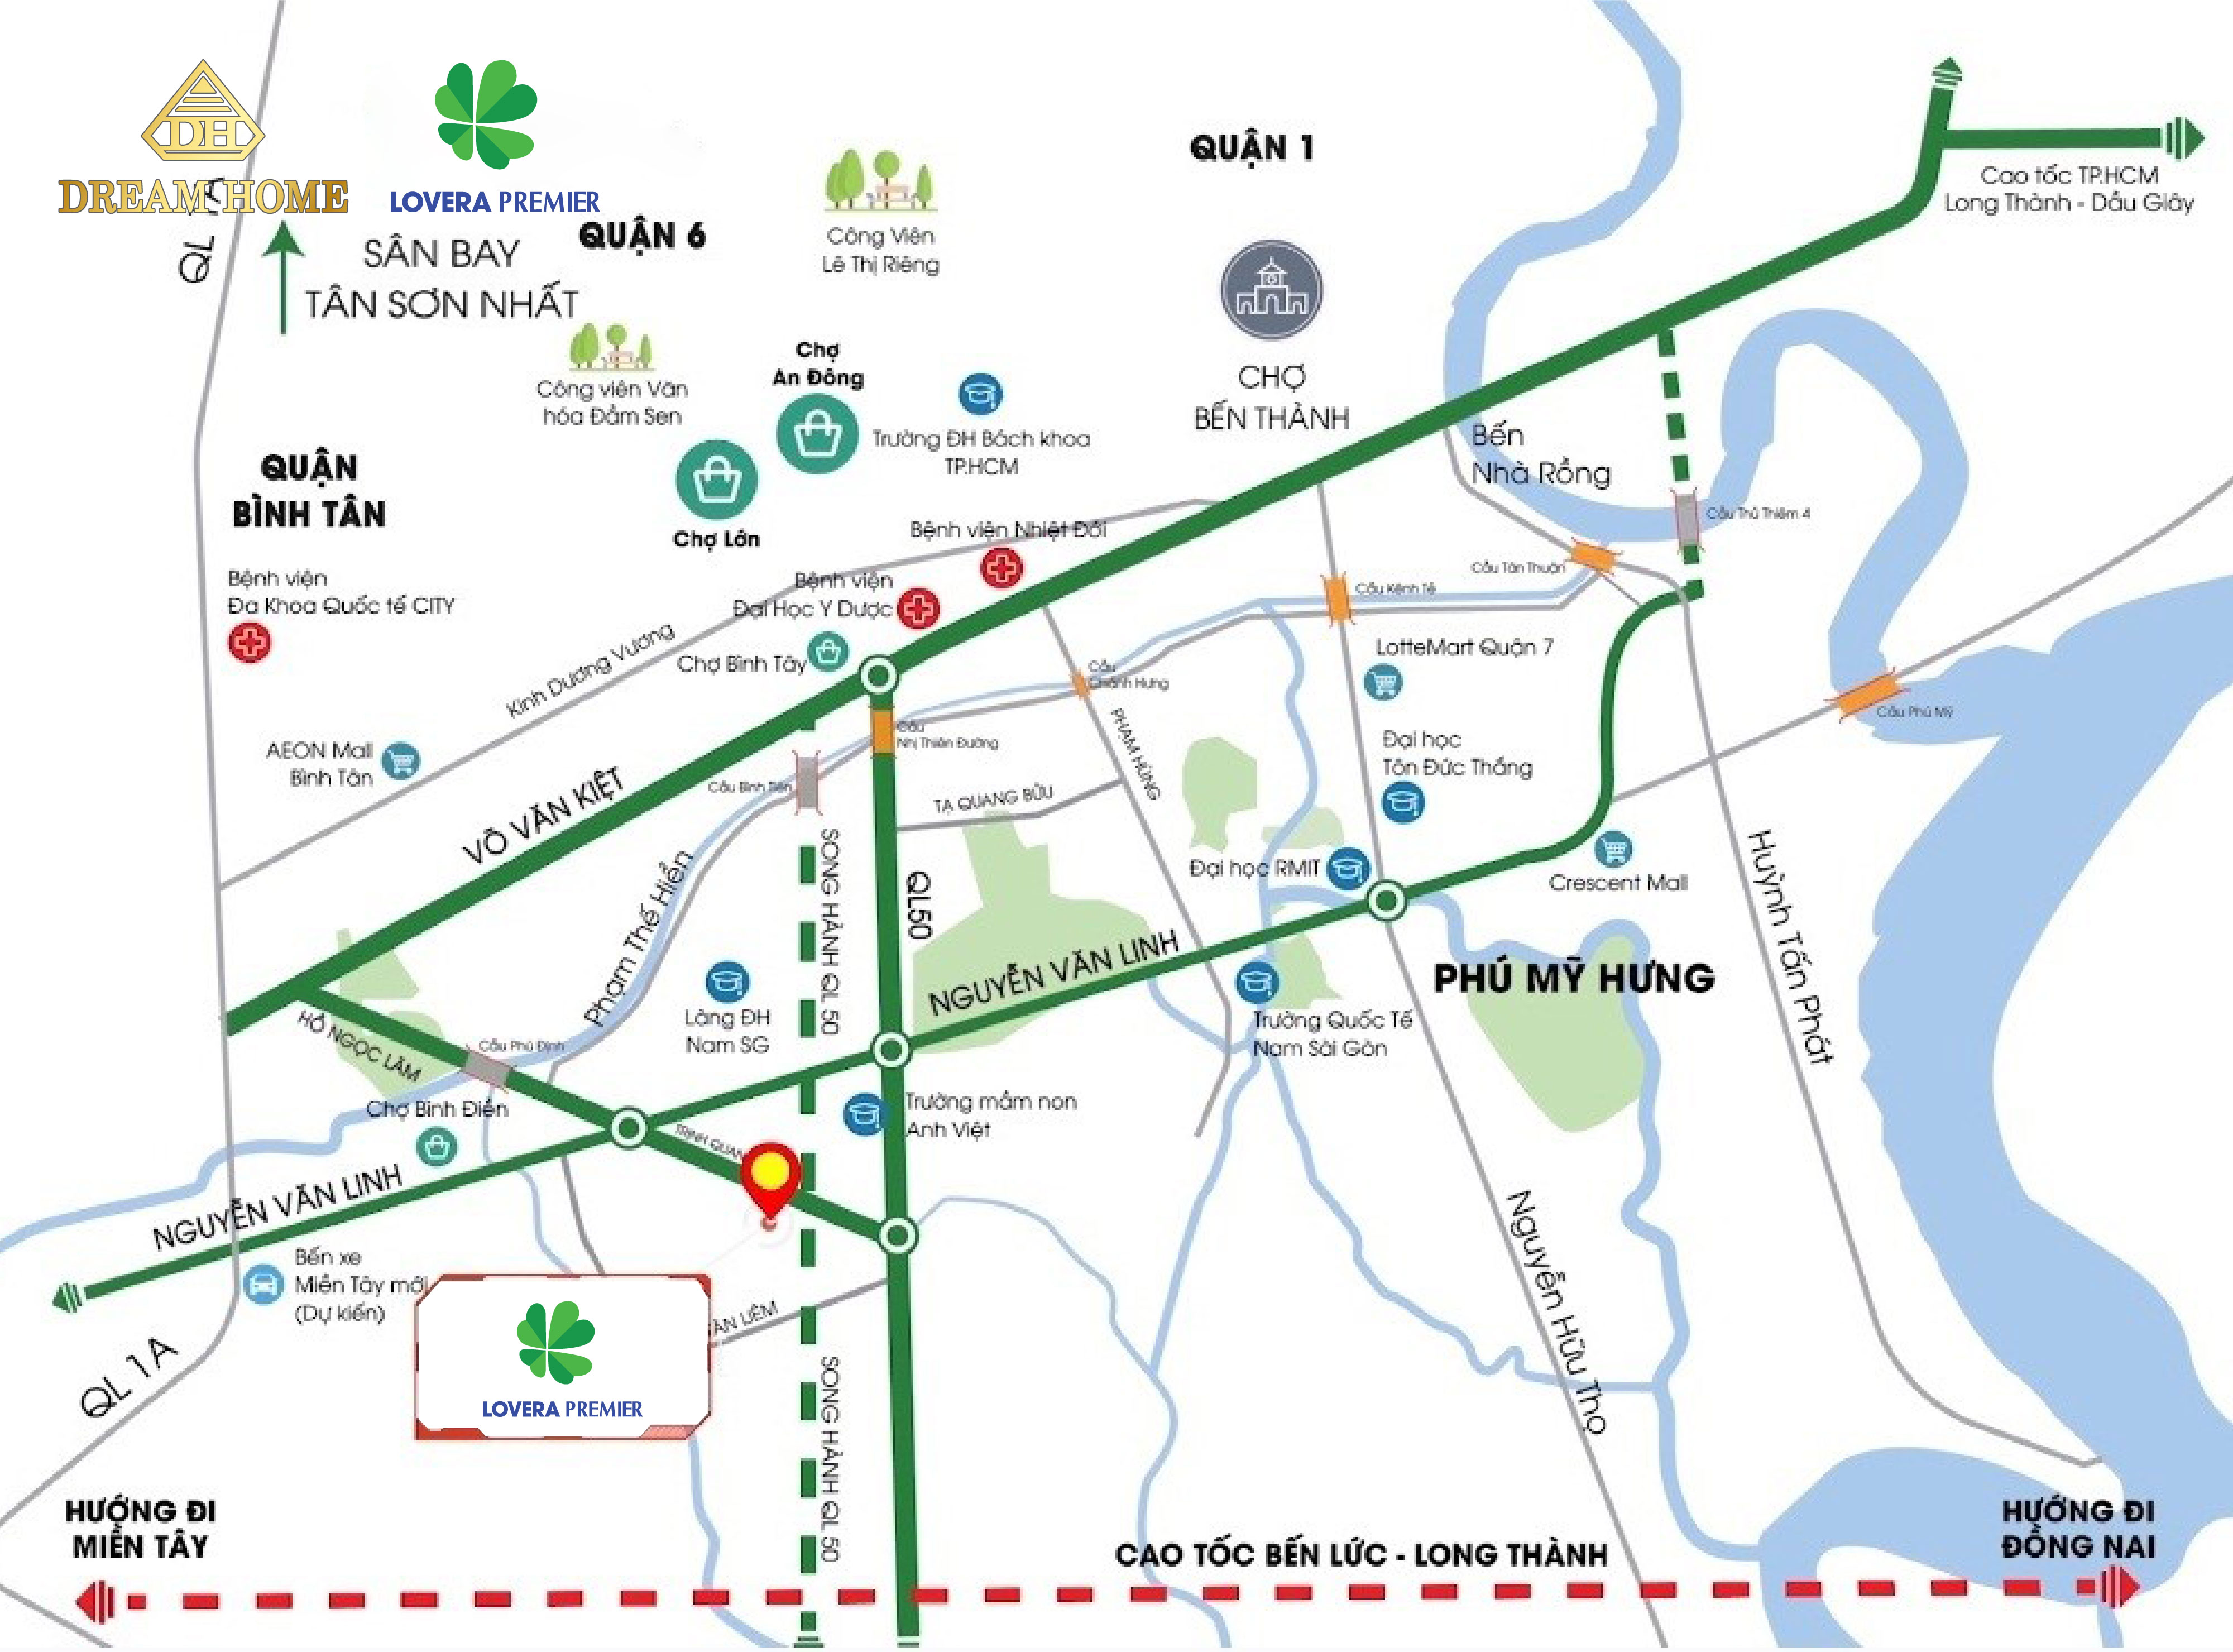 DH
DREAM HOME
LOVERA PREMIER
QUẬN 1
QUẬN 6
QL 1A
SÂN BAY
TÂN SƠN NHẤT
Công Viên
Lê Thị Riêng
Cao tốc TP.HCM
Long Thành - Dầu Giây
Công viên Văn
hóa Đầm Sen
Chợ
An Đông
Trường ĐH Bách khoa
TP.HCM
CHỢ
BẾN THÀNH
Bến
Nhà Rồng
QUẬN
BÌNH TÂN
Chợ Lớn
Bệnh viện Nhiệt Đới
Cầu Thủ Thiêm 4
Bệnh viện
Đa Khoa Quốc tế CITY
Bệnh viện
Đại Học Y Dược
Cầu Tân Thuận
Cầu Kênh Tẻ
Kinh Dương Vương
Chợ Bình Tây
LotteMart Quận 7
Cầu
Chánh Hưng
Cầu Phú Mỹ
AEON Mall
Bình Tân
Cầu
Nhị Thiên Đường
PHẠM HÙNG
Đại học
Tôn Đức Thắng
VÕ VĂN KIỆT
Cầu Bình Tiên
TẠ QUANG BỬU
Đại học RMIT
Crescent Mall
Phạm Thế Hiển
SONG HÀNH QL 50
QL50
NGUYỄN VĂN LINH
Huỳnh Tấn Phát
PHÚ MỸ HƯNG
Làng ĐH
Nam SG
Trường Quốc Tế
Nam Sài Gòn
HỒ NGỌC LÃM
Cầu Phú Định
Chợ Bình Điền
Trường mầm non
Anh Việt
TRỊNH QUAN
NGUYỄN VĂN LINH
Bến xe
Miền Tây mới
(Dự kiến)
Nguyễn Hữu Thọ
LOVERA PREMIER
ÂN LIÊM
QL 1A
SONG HÀNH QL 50
HƯỚNG ĐI
MIỀN TÂY
CAO TỐC BẾN LỨC - LONG THÀNH
HƯỚNG ĐI
ĐỒNG NAI